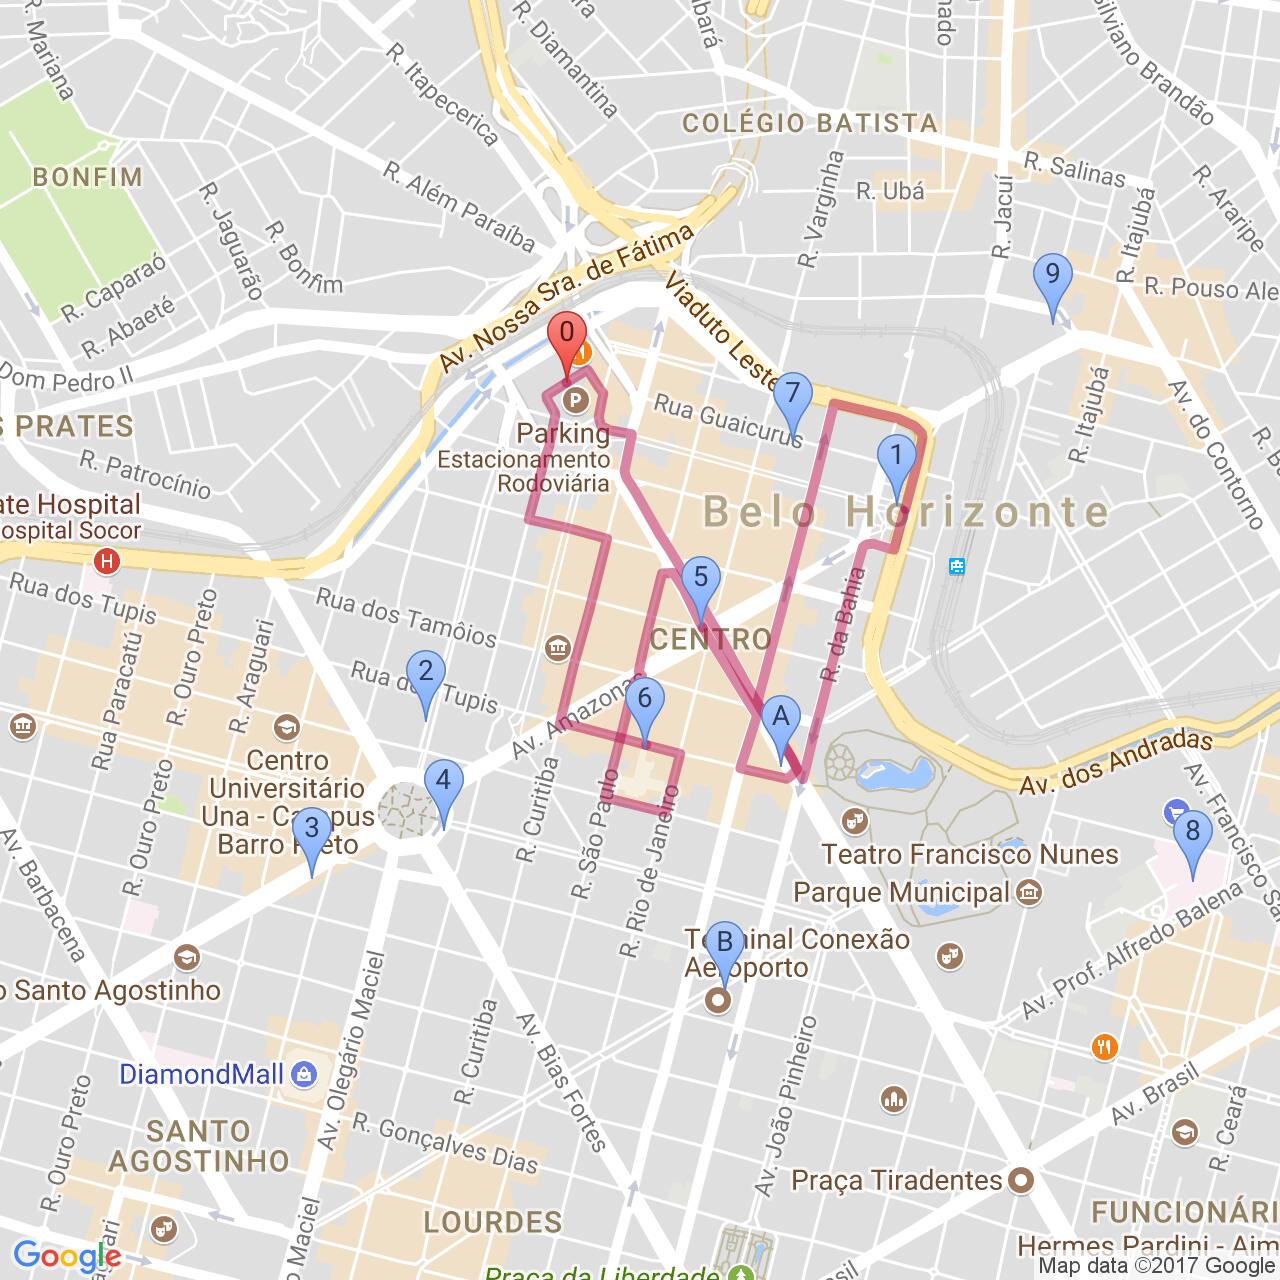 R. Mariana
R. Diamantina
R. Itapecerica
COLÉGIO BATISTA
Silviano Brandão
R. Salinas
R. Ubá
R. Varginha
R. Jacuí
R. Itajubá
R. Araripe
BONFIM
R. Além Paraíba
R. Jaguarão
R. Bonfim
R. Caparaó
R. Abaeté
Av. Nossa Sra. de Fátima
Viaduto Leste
9
R. Pouso Ale
0
Dom Pedro II
7
Rua Guaicurus
R. Itajubá
Av. do Contorno
S PRATES
P
Parking
Estacionamento
Rodoviária
R. Patrocínio
1
Belo Horizonte
ate Hospital
ospital Socor
H
Rua dos Tupis
Rua dos Tamôios
5
CENTRO
R. da Bahia
R. Ouro Preto
R. Araguari
Rua Paracatú
2
Tupis
6
A
Av. Amazonas
Av. dos Andradas
Centro
Universitário
Una - Campus
Barro Preto
4
3
R. Ouro Preto
R. Curitiba
R. São Paulo
R. Rio de Janeiro
Av. Francisco
8
Teatro Francisco Nunes
Parque Municipal
Av. Barbacena
Av. Prof. Alfredo Balena
B
Terminal Conexão
Aeroporto
o Santo Agostinho
Av. Olegário Maciel
R. Curitiba
Av. Bias Fortes
Av. João Pinheiro
DiamondMall
R. Ouro Preto
R. Gonçalves Dias
Av. Brasil
R. Ceará
SANTO
AGOSTINHO
Praça Tiradentes
LOURDES
FUNCIONÁRI
Hermes Pardini - Aim
Maciel
Google
Praça da Liberdade
Map data ©2017 Google